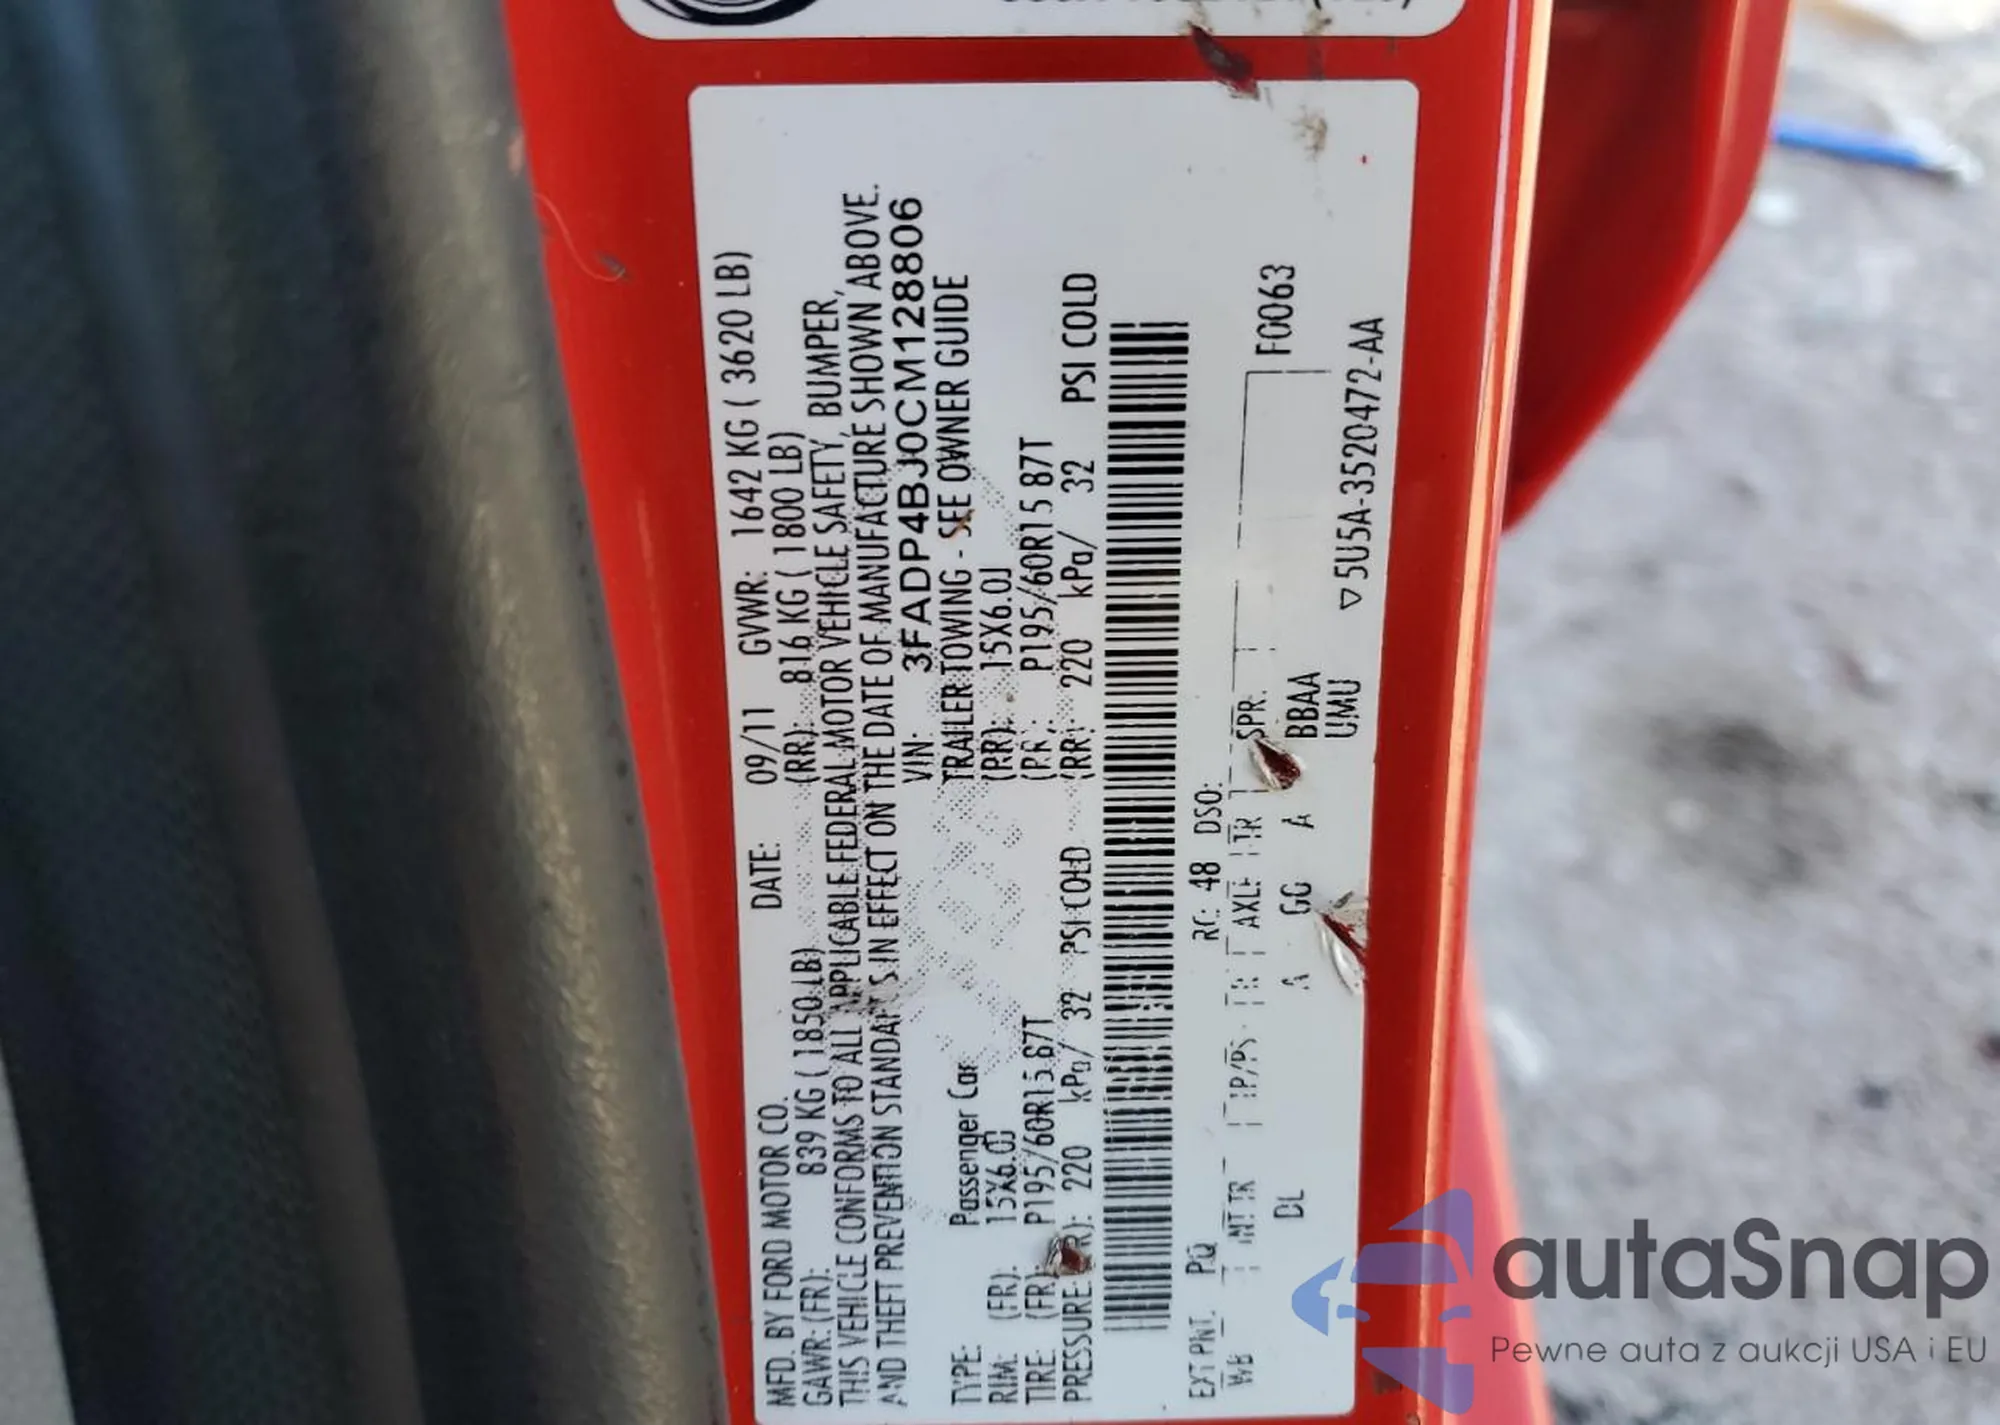 MFD. BY FORD MOTOR CO. DATE: 09/11 GVWR: 1642 KG ( 3620 LB)
GAWR: (FR): 839 KG ( 1850 LB) (RR): 816 KG ( 1800 LB)
THIS VEHICLE CONFORMS TO ALL APPLICABLE FEDERAL MOTOR VEHICLE SAFETY, BUMPER,
AND THEFT PREVENTION STANDARDS IN EFFECT ON THE DATE OF MANUFACTURE SHOWN ABOVE.
VIN: 3FADP4BJ0CM128806
TYPE: Passenger Car TRAILER TOWING - SEE OWNER GUIDE
RIM: (FR): 15X6.0J (RR): 15X6.0J
TIRE: (FR): P195/60R15 87T (RR): P195/60R15 87T
PRESSURE (FR): 220 kPa/ 32 PSI COLD (RR): 220 kPa/ 32 PSI COLD
EXT PNT: PQ RC: 48 DSO: F0063
WB INT TR TP/PS AXLE TR SPR
DL A GG A BBAA
UMU ▽ 5U5A-3520472-AA
autaSnap
Pewne auta z aukcji USA i EU